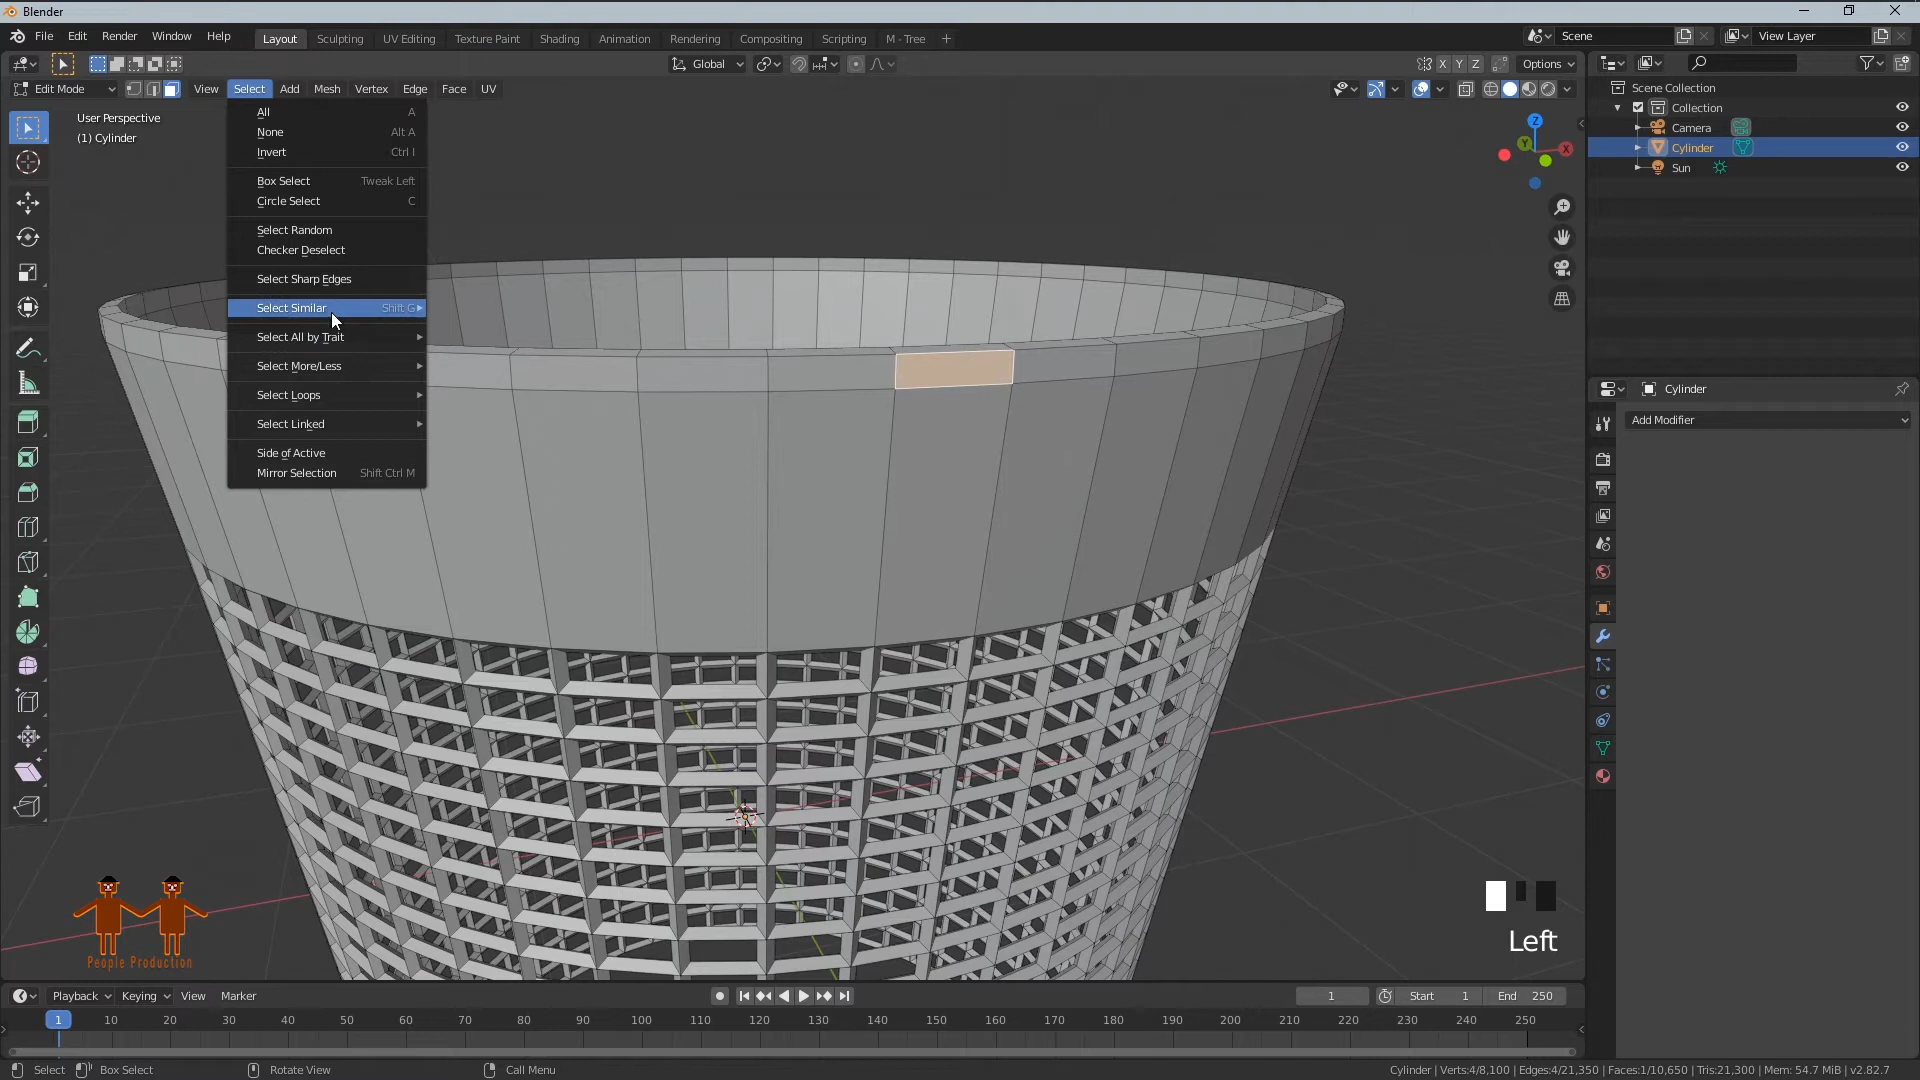 Blender
File Edit Render Window Help
Layout Sculpting UV Editing Texture Paint Shading Animation Rendering Compositing Scripting M - Tree +
Scene
View Layer
Global
X Y Z
Options
Edit Mode
View Select Add Mesh Vertex Edge Face UV
User Perspective
(1) Cylinder
All A
None Alt A
Invert Ctrl I
Box Select Tweak Left
Circle Select C
Select Random
Checker Deselect
Select Sharp Edges
Select Similar Shift G
Select All by Trait
Select More/Less
Select Loops
Select Linked
Side of Active
Mirror Selection Shift Ctrl M
Z
Y
X
Scene Collection
Collection
Camera
Cylinder
Sun
Cylinder
Add Modifier
Left
People Production
Playback Keying View Marker
1
Start 1
End 250
1 10 20 30 40 50 60 70 80 90 100 110 120 130 140 150 160 170 180 190 200 210 220 230 240 250
Select
Box Select
Rotate View
Call Menu
Cylinder | Verts:4/8,100 | Edges:4/21,350 | Faces:1/10,650 | Tris:21,300 | Mem: 54.7 MiB | v2.82.7